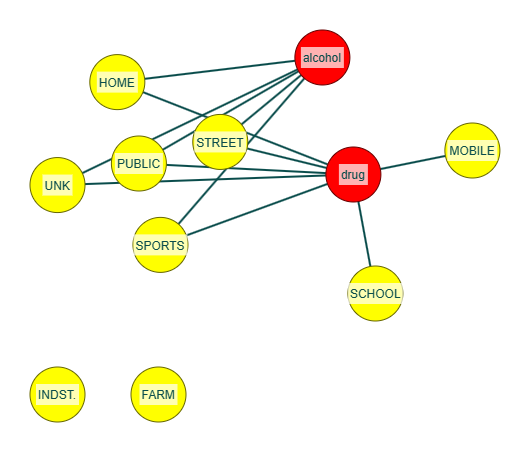 alcohol
HOME
STREET
MOBILE
PUBLIC
drug
UNK
SPORTS
SCHOOL
INDST.
FARM